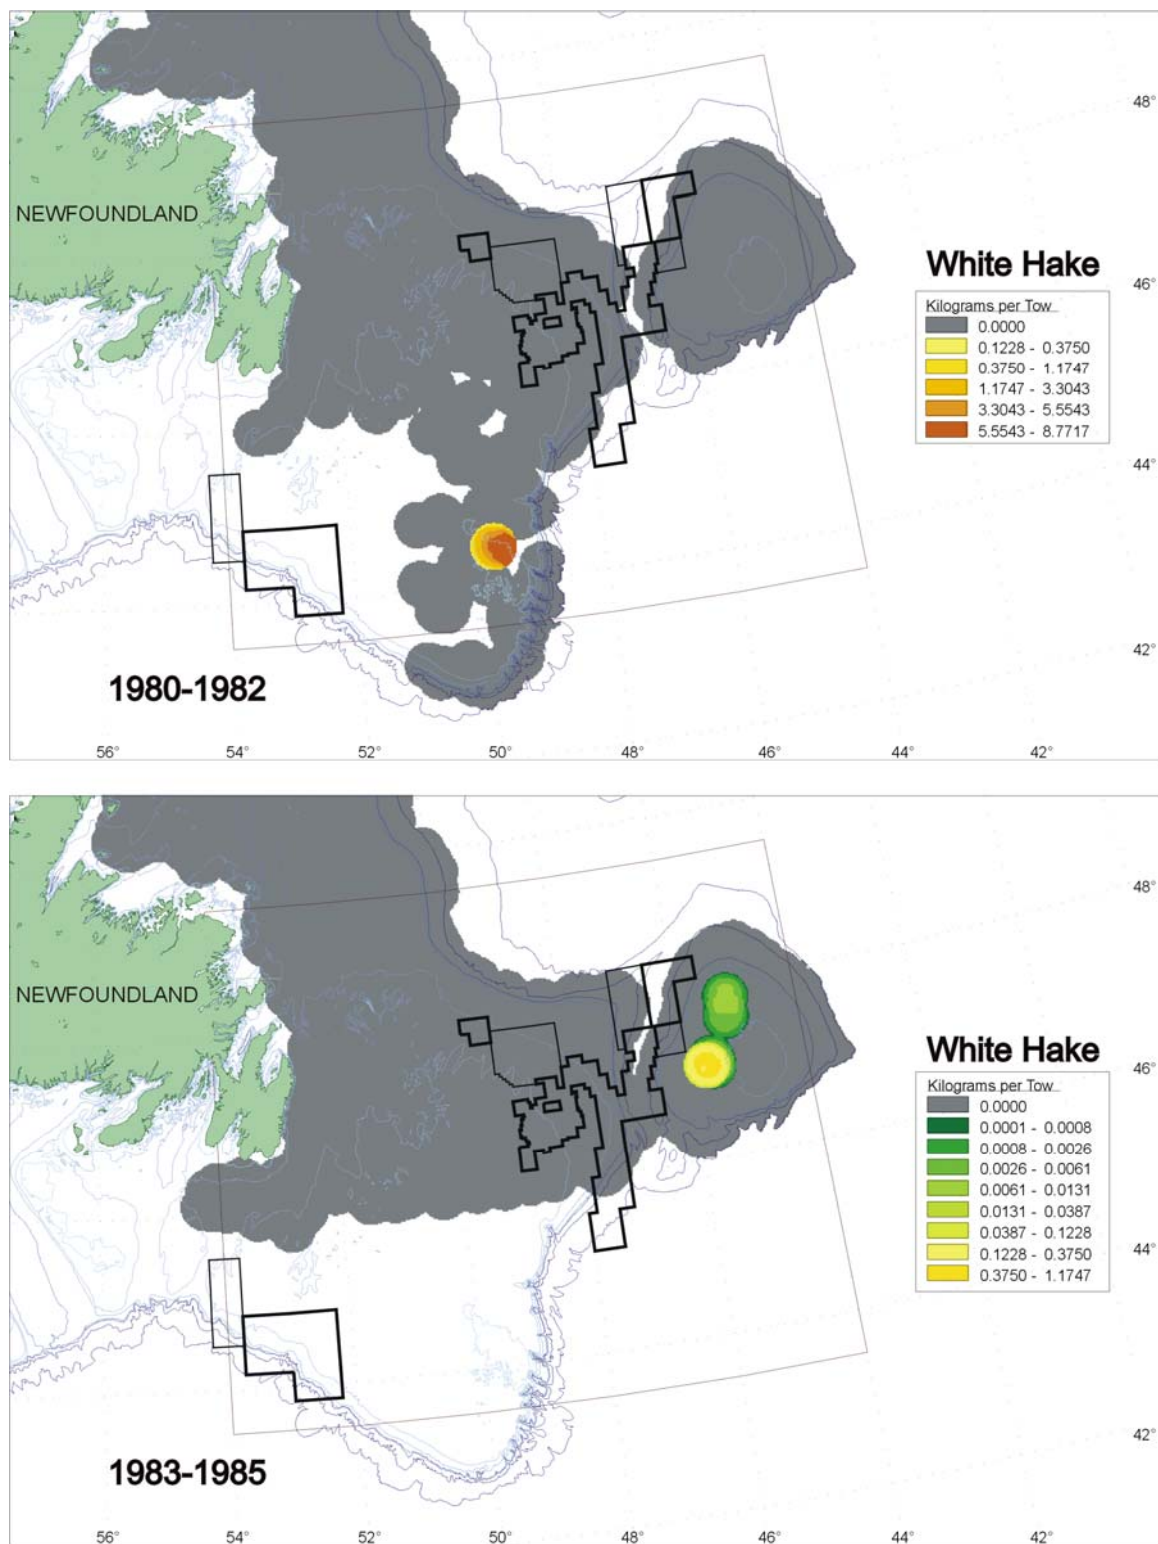 48°
NEWFOUNDLAND
46°
White Hake
Kilograms per Tow
0.0000
0.1228 - 0.3750
0.3750 - 1.1747
1.1747 - 3.3043
3.3043 - 5.5543
5.5543 - 8.7717
44°
42°
1980-1982
56° 54° 52° 50° 48° 46° 44° 42°
48°
NEWFOUNDLAND
46°
White Hake
Kilograms per Tow
0.0000
0.0001 - 0.0008
0.0008 - 0.0026
0.0026 - 0.0061
0.0061 - 0.0131
0.0131 - 0.0387
0.0387 - 0.1228
0.1228 - 0.3750
0.3750 - 1.1747
44°
42°
1983-1985
56° 54° 52° 50° 48° 46° 44° 42°